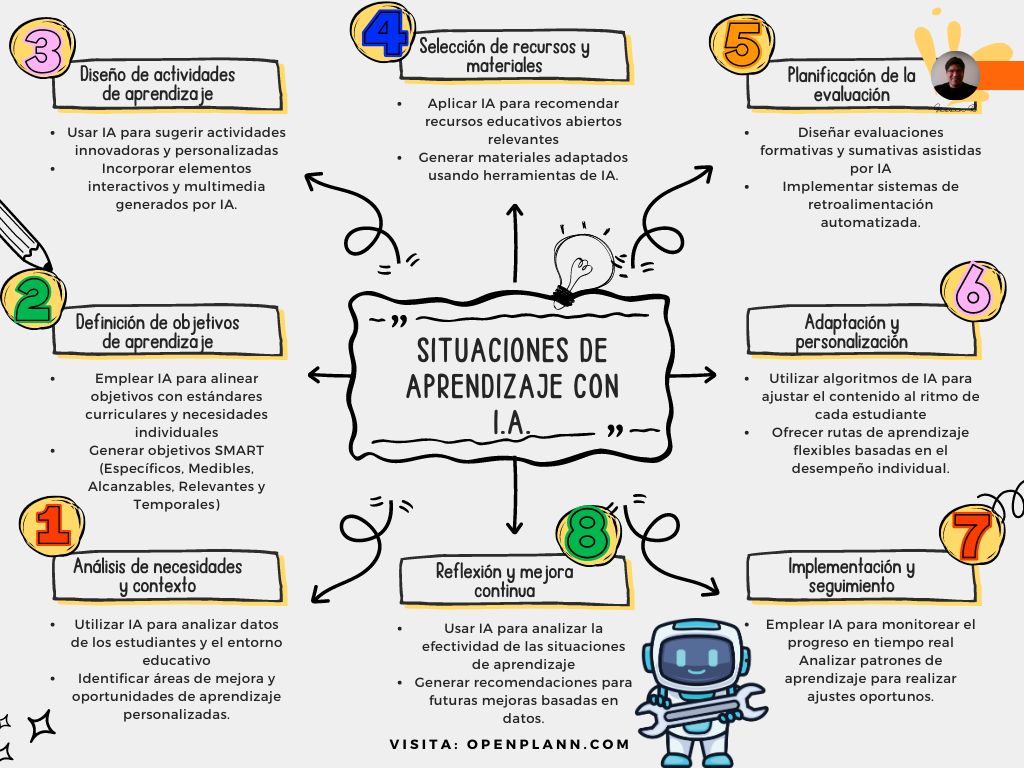 SITUACIONES DE
APRENDIZAJE CON
I.A.
1
Análisis de necesidades
y contexto
• Utilizar IA para analizar datos
de los estudiantes y el entorno
educativo
• Identificar áreas de mejora y
oportunidades de aprendizaje
personalizadas.
2
Definición de objetivos
de aprendizaje
• Emplear IA para alinear
objetivos con estándares
curriculares y necesidades
individuales
• Generar objetivos SMART
(Específicos, Medibles,
Alcanzables, Relevantes y
Temporales)
3
Diseño de actividades
de aprendizaje
• Usar IA para sugerir actividades
innovadoras y personalizadas
• Incorporar elementos
interactivos y multimedia
generados por IA.
4
Selección de recursos y
materiales
• Aplicar IA para recomendar
recursos educativos abiertos
relevantes
• Generar materiales adaptados
usando herramientas de IA.
5
Planificación de la
evaluación
• Diseñar evaluaciones
formativas y sumativas asistidas
por IA
• Implementar sistemas de
retroalimentación
automatizada.
6
Adaptación y
personalización
• Utilizar algoritmos de IA para
ajustar el contenido al ritmo de
cada estudiante
• Ofrecer rutas de aprendizaje
flexibles basadas en el
desempeño individual.
7
Implementación y
seguimiento
• Emplear IA para monitorear el
progreso en tiempo real
Analizar patrones de
aprendizaje para realizar
ajustes oportunos.
8
Reflexión y mejora
continua
• Usar IA para analizar la
efectividad de las situaciones
de aprendizaje
• Generar recomendaciones para
futuras mejoras basadas en
datos.
VISITA: OPENPLANN.COM